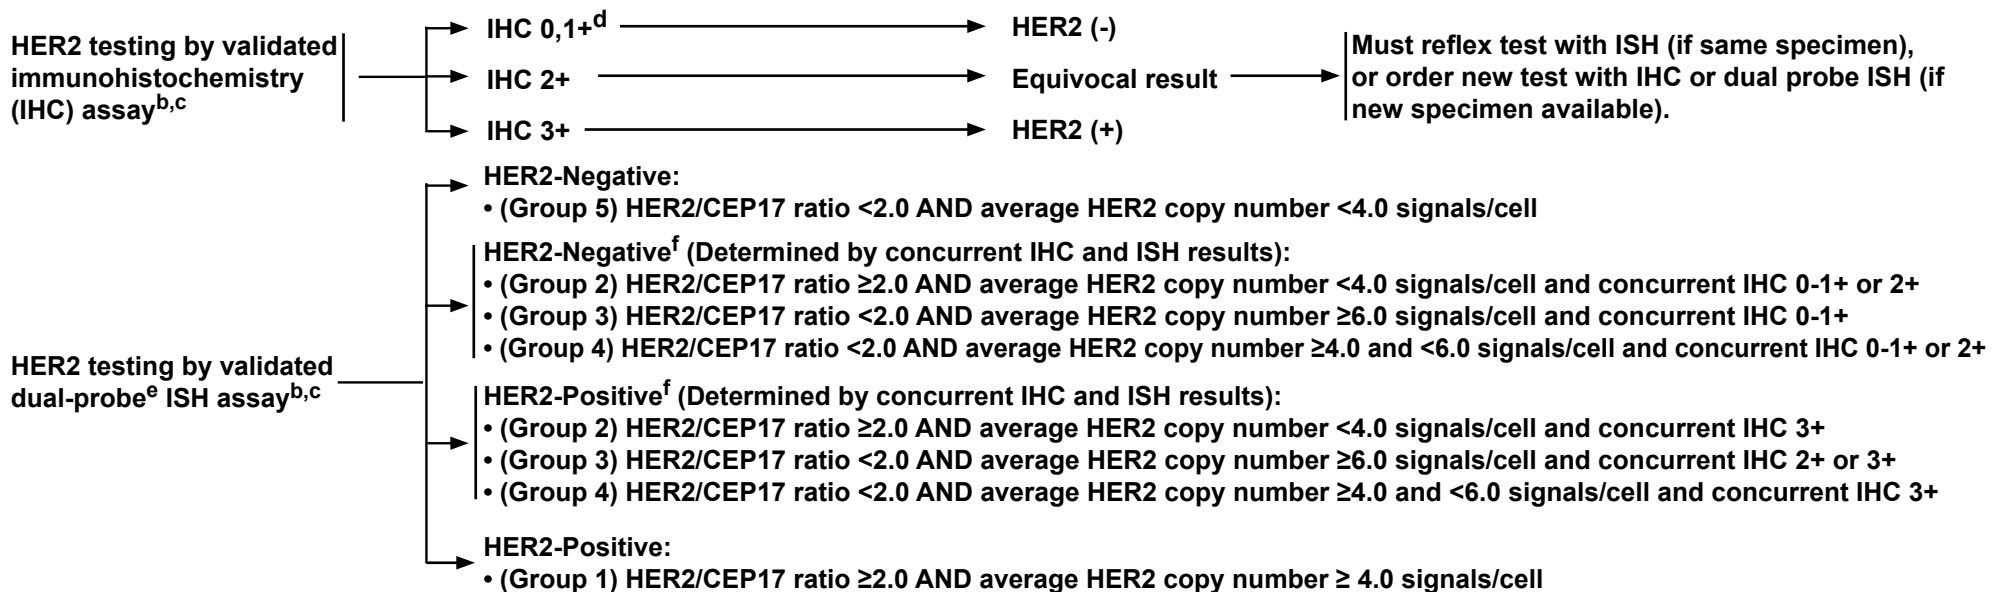 HER2 testing by validated
immunohistochemistry
(IHC) assay^b,c
IHC 0,1+^d
HER2 (-)
IHC 2+
Equivocal result
Must reflex test with ISH (if same specimen),
or order new test with IHC or dual probe ISH (if
new specimen available).
IHC 3+
HER2 (+)
HER2 testing by validated
dual-probe^e ISH assay^b,c
HER2-Negative:
• (Group 5) HER2/CEP17 ratio <2.0 AND average HER2 copy number <4.0 signals/cell
HER2-Negative^f (Determined by concurrent IHC and ISH results):
• (Group 2) HER2/CEP17 ratio ≥2.0 AND average HER2 copy number <4.0 signals/cell and concurrent IHC 0-1+ or 2+
• (Group 3) HER2/CEP17 ratio <2.0 AND average HER2 copy number ≥6.0 signals/cell and concurrent IHC 0-1+
• (Group 4) HER2/CEP17 ratio <2.0 AND average HER2 copy number ≥4.0 and <6.0 signals/cell and concurrent IHC 0-1+ or 2+
HER2-Positive^f (Determined by concurrent IHC and ISH results):
• (Group 2) HER2/CEP17 ratio ≥2.0 AND average HER2 copy number <4.0 signals/cell and concurrent IHC 3+
• (Group 3) HER2/CEP17 ratio <2.0 AND average HER2 copy number ≥6.0 signals/cell and concurrent IHC 2+ or 3+
• (Group 4) HER2/CEP17 ratio <2.0 AND average HER2 copy number ≥4.0 and <6.0 signals/cell and concurrent IHC 3+
HER2-Positive:
• (Group 1) HER2/CEP17 ratio ≥2.0 AND average HER2 copy number ≥ 4.0 signals/cell